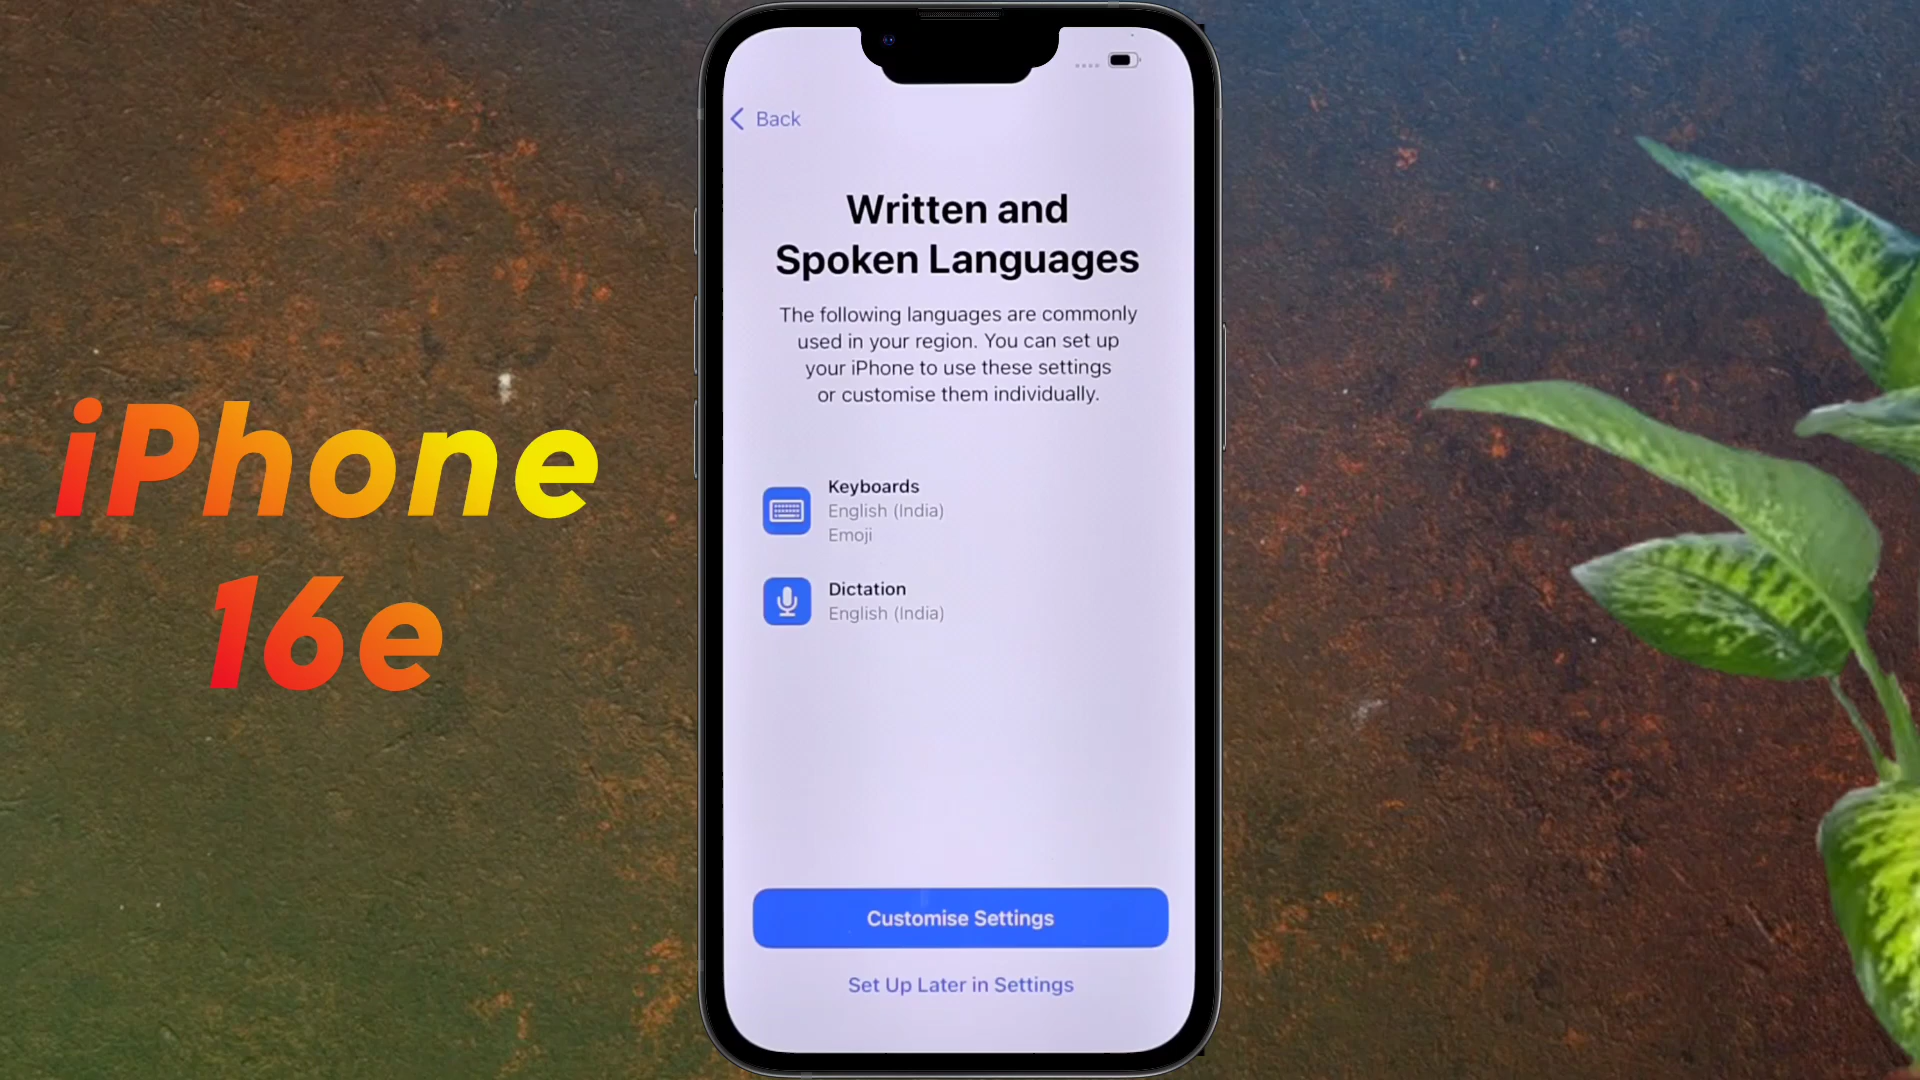 iPhone
16e
Back
Written and
Spoken Languages
The following languages are commonly
used in your region. You can set up
your iPhone to use these settings
or customise them individually.
Keyboards
English (India)
Emoji
Dictation
English (India)
Customise Settings
Set Up Later in Settings